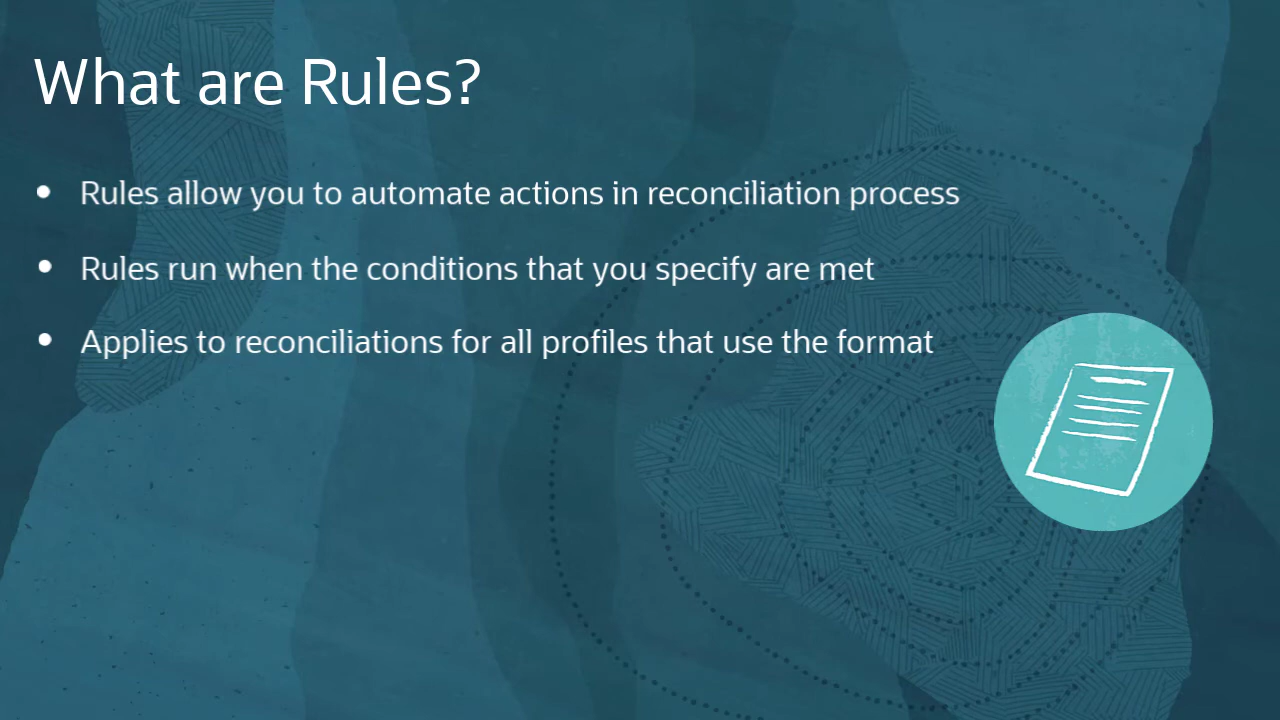 What are Rules?
• Rules allow you to automate actions in reconciliation process
• Rules run when the conditions that you specify are met
• Applies to reconciliations for all profiles that use the format